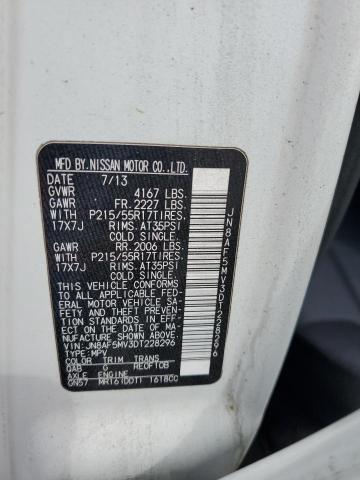 MFD.BY.NISSAN MOTOR CO.,LTD.
DATE 7/13
GVWR 4167 LBS.
GAWR FR. 2227 LBS.
WITH P215/55R17TIRES,
17X7J RIMS, AT35PSI
COLD SINGLE.
GAWR RR. 2006 LBS.
WITH P215/55R17TIRES,
17X7J RIMS, AT35PSI
COLD SINGLE.
THIS VEHICLE CONFORMS
TO ALL APPLICABLE FED-
ERAL MOTOR VEHICLE SA-
FETY AND THEFT PREVEN-
TION STANDARDS IN EFF-
ECT ON THE DATE OF MA-
NUFACTURE SHOWN ABOVE.
VIN:JN8AF5MV3DT228296
TYPE:MPV
COLOR TRIM TRANS
QAB G RE0F10B
AXLE ENGINE
GN57 MR16(DDT) 1618CC
JN8AF5MV3DT228296